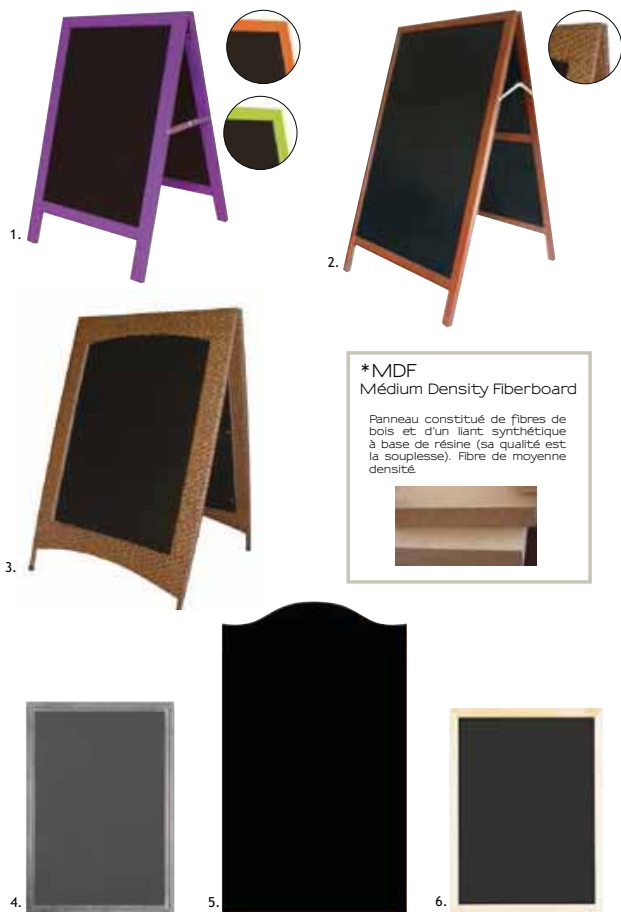 1.
2.
*MDF
Médium Density Fiberboard
Panneau constitué de fibres de
bois et d'un liant synthétique
à base de résine (sa qualité est
la souplesse). Fibre de moyenne
densité.
3.
4.
5.
6.